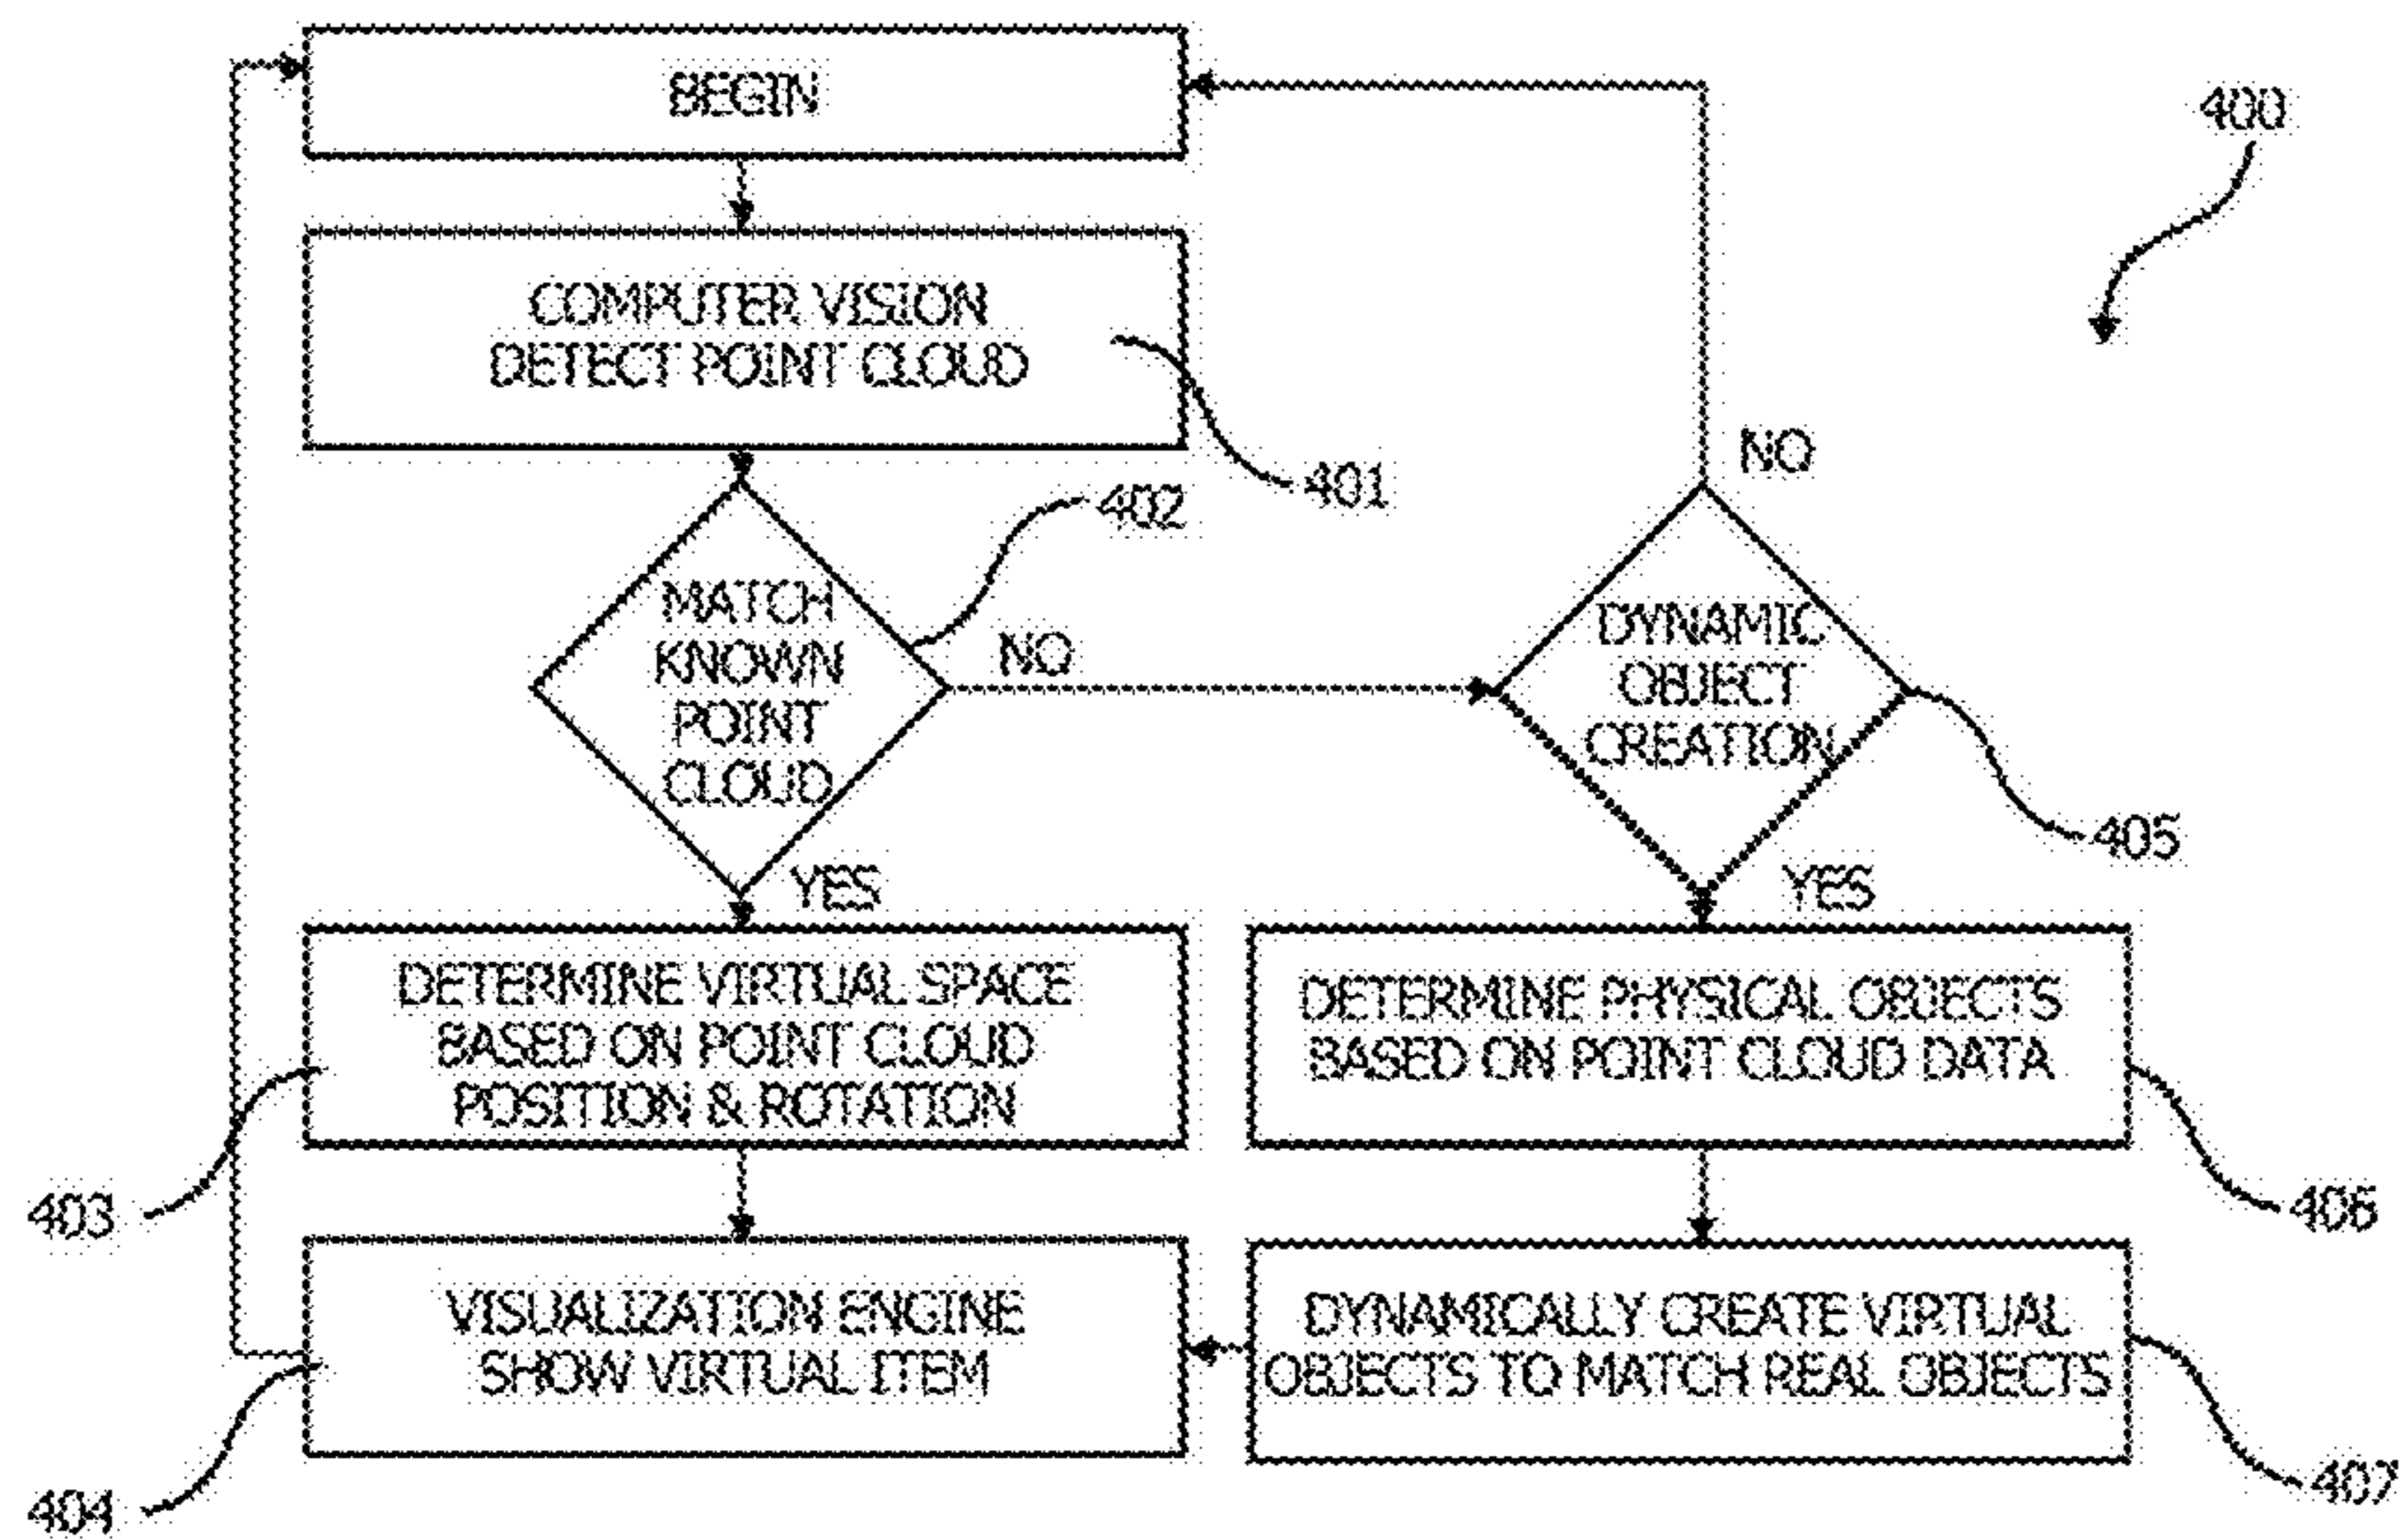 BEGIN
400
COMPUTER VISION
DETECT POINT CLOUD
401
402
MATCH
KNOWN
POINT
CLOUD
NO
YES
NO
DYNAMIC
OBJECT
CREATION
405
YES
DETERMINE VIRTUAL SPACE
BASED ON POINT CLOUD
POSITION & ROTATION
403
DETERMINE PHYSICAL OBJECTS
BASED ON POINT CLOUD DATA
406
VISUALIZATION ENGINE
SHOW VIRTUAL ITEM
404
DYNAMICALLY CREATE VIRTUAL
OBJECTS TO MATCH REAL OBJECTS
407